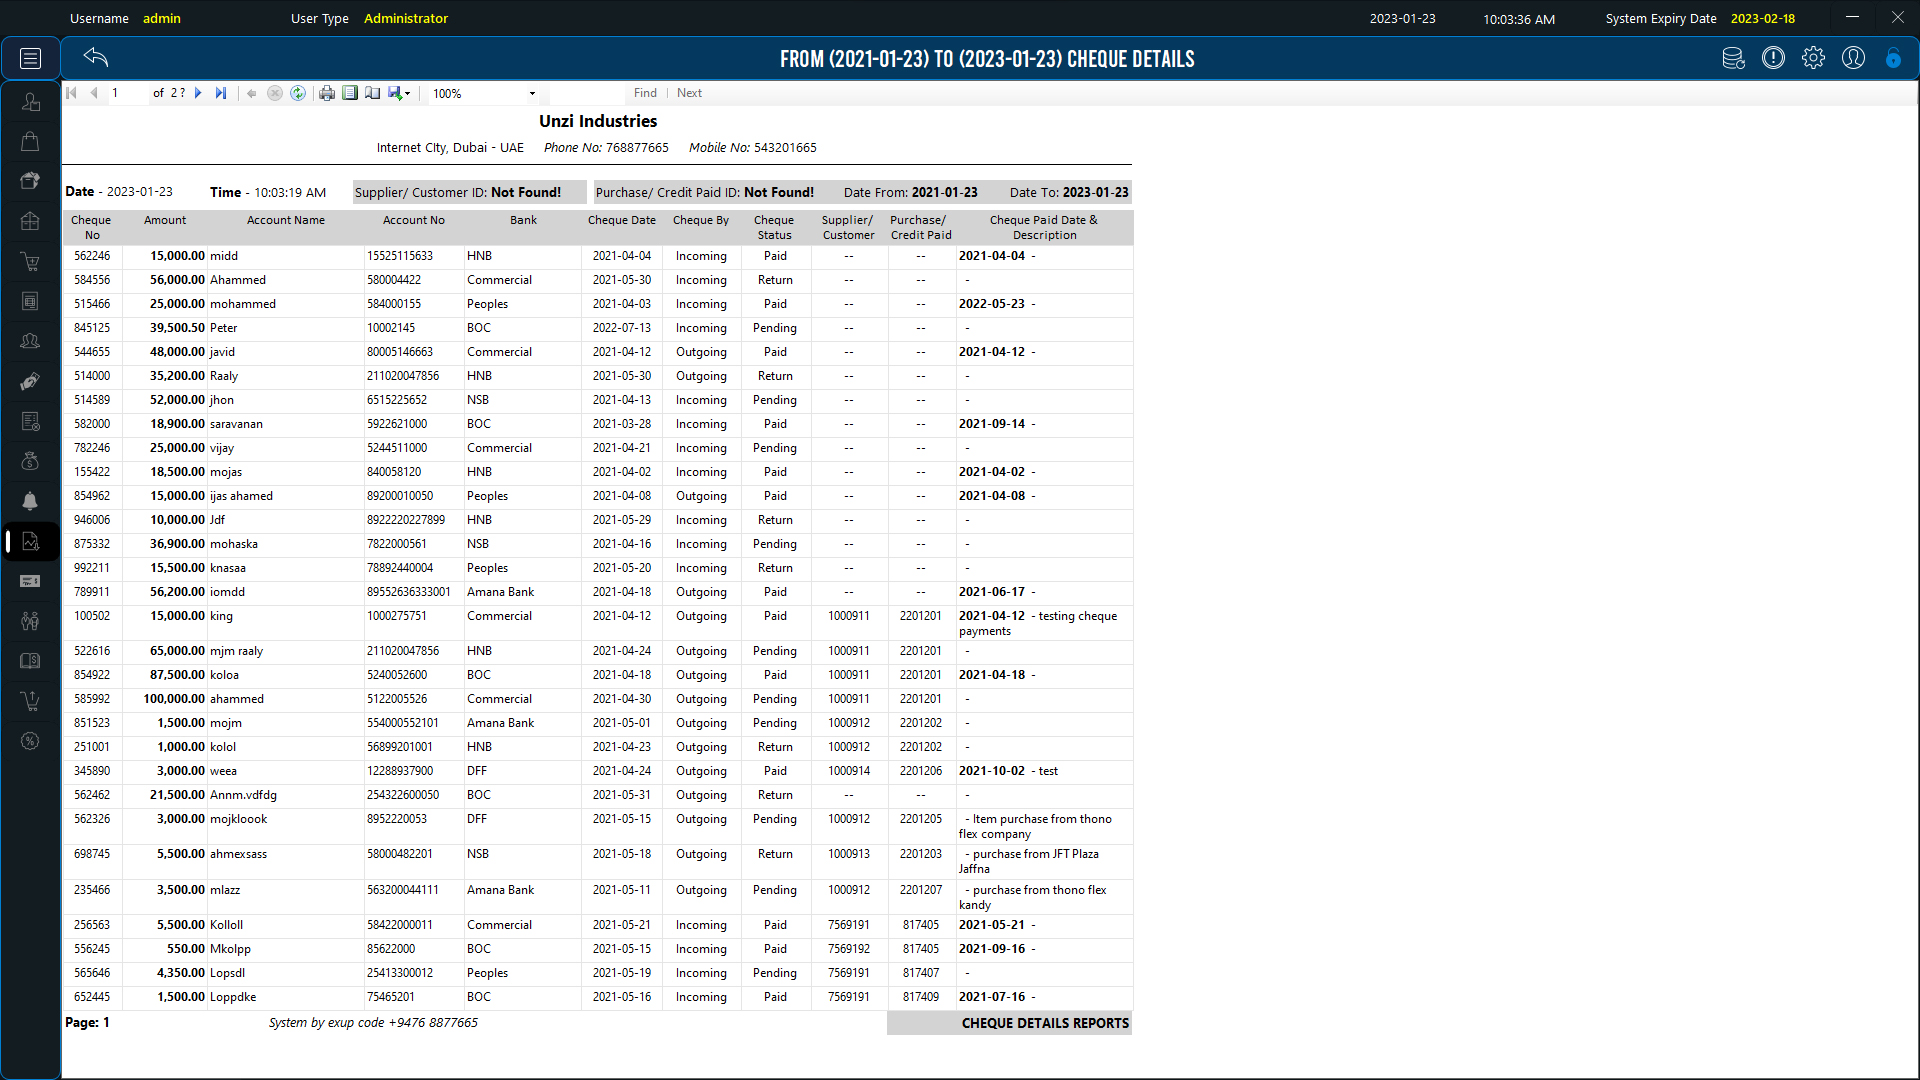 Username admin User Type Administrator 2023-01-23 10:03:36 AM System Expiry Date 2023-02-18
FROM (2021-01-23) TO (2023-01-23) CHEQUE DETAILS
1 of 2 ? 100% Find | Next
Unzi Industries
Internet CIty, Dubai - UAE Phone No: 768877665 Mobile No: 543201665
Date - 2023-01-23 Time - 10:03:19 AM Supplier/ Customer ID: Not Found! Purchase/ Credit Paid ID: Not Found! Date From: 2021-01-23 Date To: 2023-01-23
Cheque Amount Account Name Account No Bank Cheque Date Cheque By Cheque Supplier/ Purchase/ Cheque Paid Date &
No Status Customer Credit Paid Description
562246 15,000.00 midd 15525115633 HNB 2021-04-04 Incoming Paid -- -- 2021-04-04 -
584556 56,000.00 Ahammed 580004422 Commercial 2021-05-30 Incoming Return -- -- -
515466 25,000.00 mohammed 584000155 Peoples 2021-04-03 Incoming Paid -- -- 2022-05-23 -
845125 39,500.50 Peter 10002145 BOC 2022-07-13 Incoming Pending -- -- -
544655 48,000.00 javid 80005146663 Commercial 2021-04-12 Outgoing Paid -- -- 2021-04-12 -
514000 35,200.00 Raaly 211020047856 HNB 2021-05-30 Outgoing Return -- -- -
514589 52,000.00 jhon 6515225652 NSB 2021-04-13 Incoming Pending -- -- -
582000 18,900.00 saravanan 5922621000 BOC 2021-03-28 Incoming Paid -- -- 2021-09-14 -
782246 25,000.00 vijay 5244511000 Commercial 2021-04-21 Incoming Pending -- -- -
155422 18,500.00 mojas 840058120 HNB 2021-04-02 Incoming Paid -- -- 2021-04-02 -
854962 15,000.00 ijas ahamed 89200010050 Peoples 2021-04-08 Outgoing Paid -- -- 2021-04-08 -
946006 10,000.00 Jdf 8922220227899 HNB 2021-05-29 Incoming Return -- -- -
875332 36,900.00 mohaska 7822000561 NSB 2021-04-16 Incoming Pending -- -- -
992211 15,500.00 knasaa 78892440004 Peoples 2021-05-20 Incoming Return -- -- -
789911 56,200.00 iomdd 89552636333001 Amana Bank 2021-04-18 Outgoing Paid -- -- 2021-06-17 -
100502 15,000.00 king 1000275751 Commercial 2021-04-12 Outgoing Paid 1000911 2201201 2021-04-12 - testing cheque
payments
522616 65,000.00 mjm raaly 211020047856 HNB 2021-04-24 Outgoing Pending 1000911 2201201 -
854922 87,500.00 koloa 5240052600 BOC 2021-04-18 Outgoing Paid 1000911 2201201 2021-04-18 -
585992 100,000.00 ahammed 5122005526 Commercial 2021-04-30 Outgoing Pending 1000911 2201201 -
851523 1,500.00 mojm 554000552101 Amana Bank 2021-05-01 Outgoing Pending 1000912 2201202 -
251001 1,000.00 kolol 56899201001 HNB 2021-04-23 Outgoing Return 1000912 2201202 -
345890 3,000.00 weea 12288937900 DFF 2021-04-24 Outgoing Paid 1000914 2201206 2021-10-02 - test
562462 21,500.00 Annm.vdfdg 254322600050 BOC 2021-05-31 Outgoing Return -- -- -
562326 3,000.00 mojkloook 8952220053 DFF 2021-05-15 Outgoing Pending 1000912 2201205 - Item purchase from thono
flex company
698745 5,500.00 ahmexsass 58000482201 NSB 2021-05-18 Outgoing Return 1000913 2201203 - purchase from JFT Plaza
Jaffna
235466 3,500.00 mlazz 563200044111 Amana Bank 2021-05-11 Outgoing Pending 1000912 2201207 - purchase from thono flex
kandy
256563 5,500.00 Kolloll 58422000011 Commercial 2021-05-21 Incoming Paid 7569191 817405 2021-05-21 -
556245 550.00 Mkolpp 85622000 BOC 2021-05-15 Incoming Paid 7569192 817405 2021-09-16 -
565646 4,350.00 Lopsdl 25413300012 Peoples 2021-05-19 Incoming Pending 7569191 817407 -
652445 1,500.00 Loppdke 75465201 BOC 2021-05-16 Incoming Paid 7569191 817409 2021-07-16 -
Page: 1 System by exup code +9476 8877665 CHEQUE DETAILS REPORTS